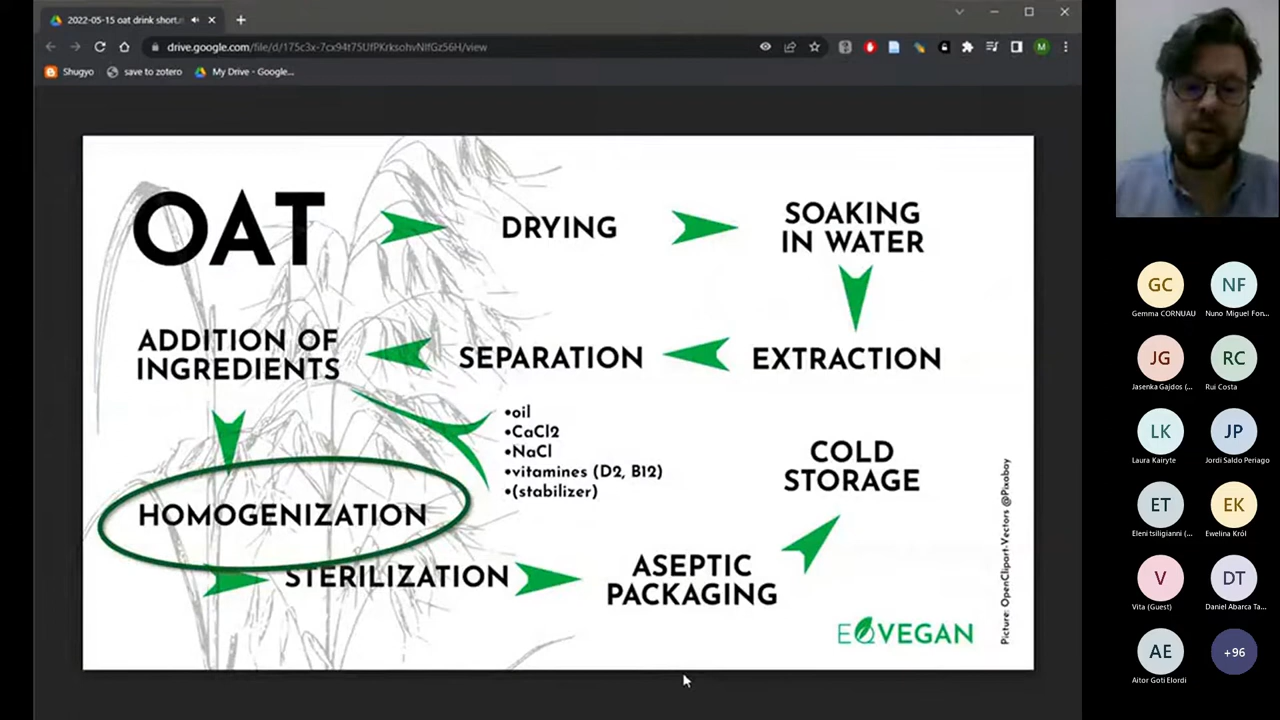 2022-05-15 oat drink short.m
drive.google.com/file/d/175c3x-7cx94t75UfPKrksohvNIfGz56H/view
M
Shugyo
save to zotero
My Drive - Google...
OAT
DRYING
SOAKING
IN WATER
ADDITION OF
INGREDIENTS
SEPARATION
EXTRACTION
•oil
•CaCl2
•NaCl
•vitamines (D2, B12)
•(stabilizer)
COLD
STORAGE
HOMOGENIZATION
STERILIZATION
ASEPTIC
PACKAGING
EQVEGAN
Picture: OpenClipart-Vectors @Pixabay
GC
NF
Gemma CORNUAU
Nuno Miguel Fon...
JG
RC
Jasenka Gajdos (...
Rui Costa
LK
JP
Laura Kairyte
Jordi Saldo Periago
ET
EK
Eleni tsiligianni (...
Ewelina Król
V
DT
Vita (Guest)
Daniel Abarca Ta...
AE
+96
Aitor Goti Elordi